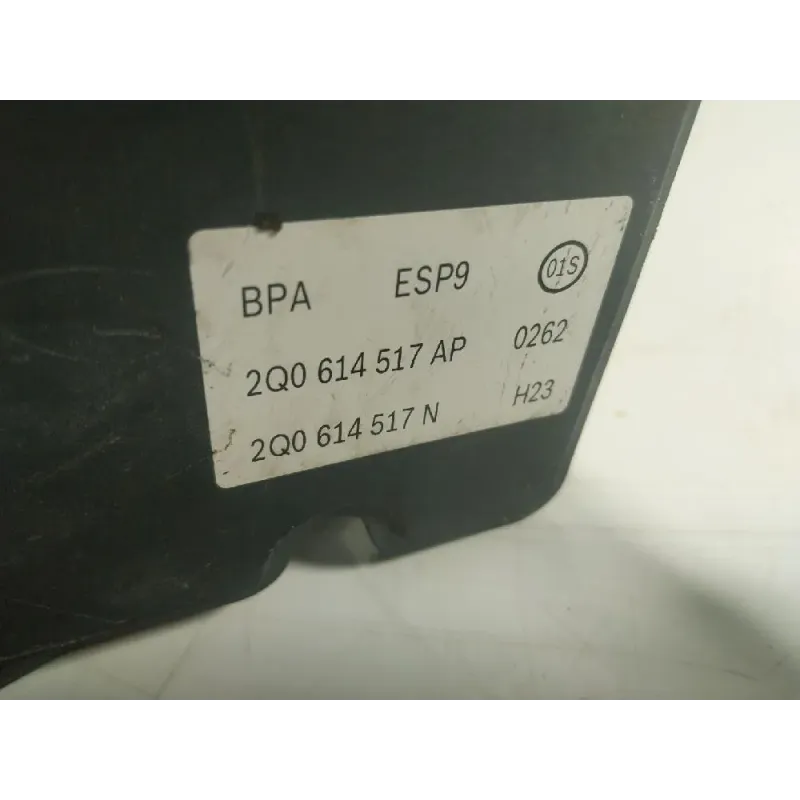 BPA ESP9 01S
2Q0 614 517 AP 0262
2Q0 614 517 N H23